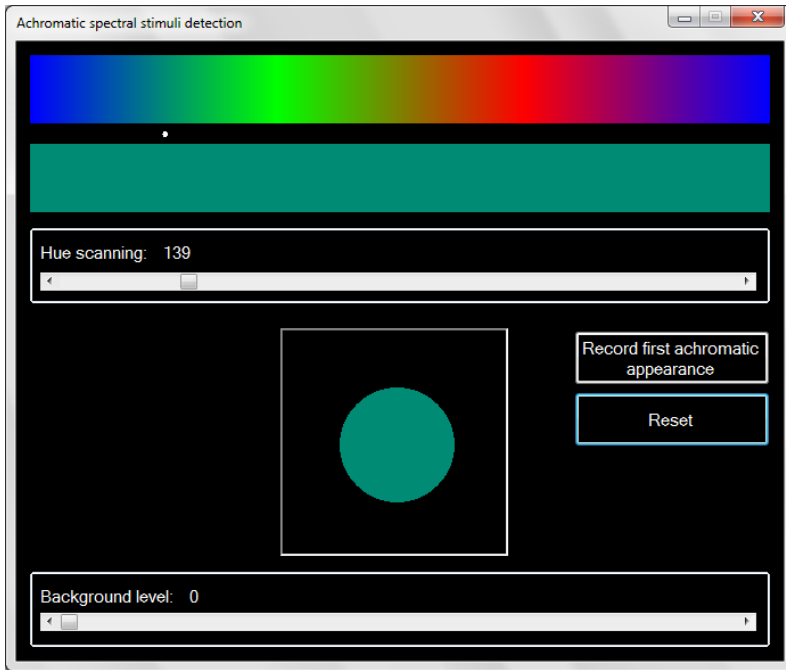 Achromatic spectral stimuli detection
Hue scanning: 139
Record first achromatic
appearance
Reset
Background level: 0